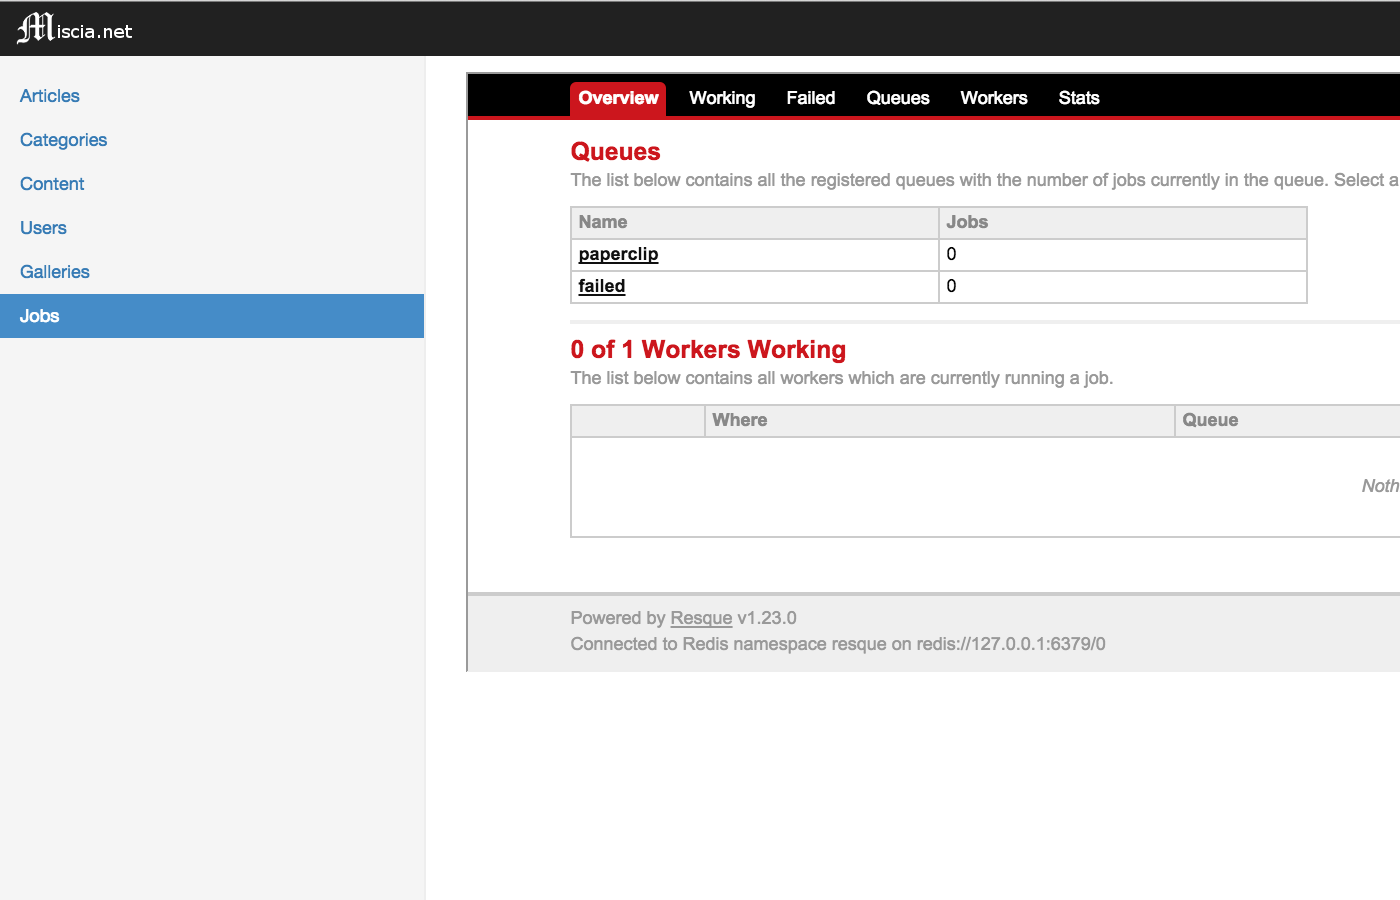 Miscia.net
Articles
Categories
Content
Users
Galleries
Jobs
Overview Working Failed Queues Workers Stats
Queues
The list below contains all the registered queues with the number of jobs currently in the queue. Select a
Name Jobs
paperclip 0
failed 0
0 of 1 Workers Working
The list below contains all workers which are currently running a job.
Where Queue
Noth
Powered by Resque v1.23.0
Connected to Redis namespace resque on redis://127.0.0.1:6379/0